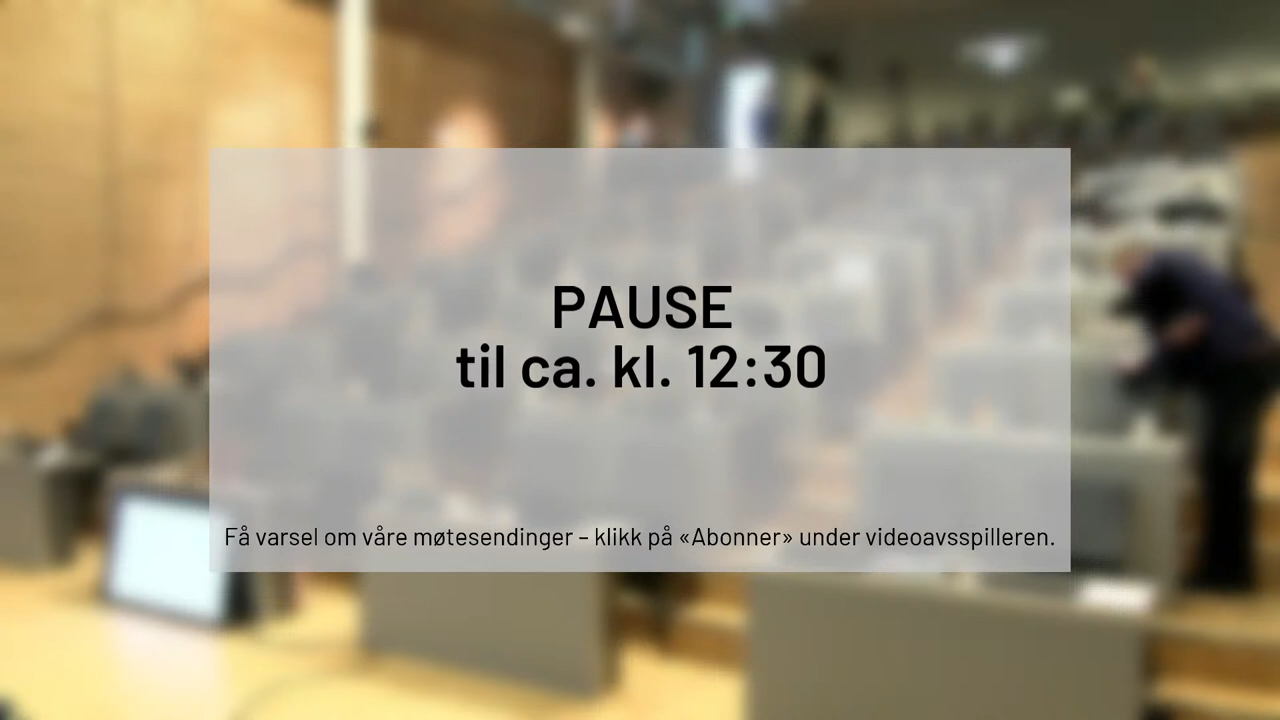 PAUSE
til ca. kl. 12:30
Få varsel om våre møtesendinger – klikk på «Abonner» under videoavsspilleren.